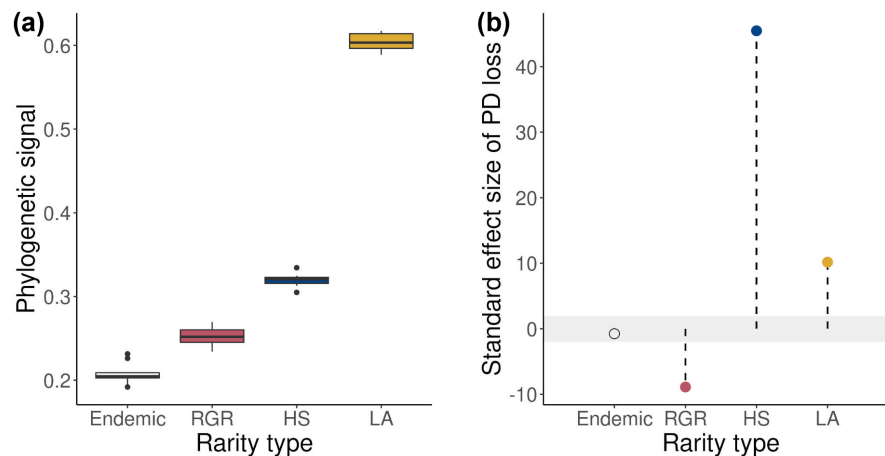 (a)
Phylogenetic signal
0.6
0.5
0.4
0.3
0.2
Endemic RGR HS LA
Rarity type
(b)
Standard effect size of PD loss
40
30
20
10
0
-10
Endemic RGR HS LA
Rarity type